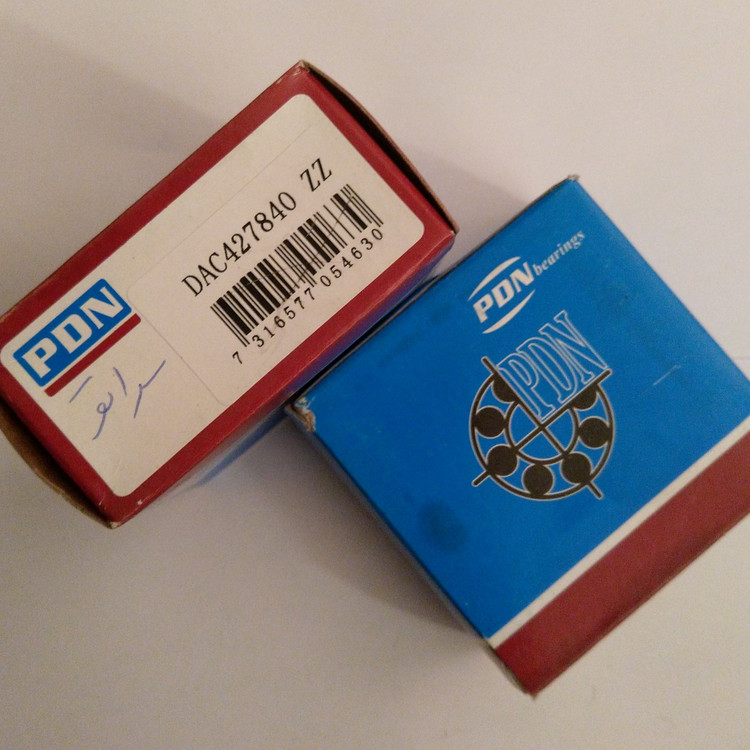 DAC427840 ZZ
7 316577 054630
PDN
PDN bearings
PDN